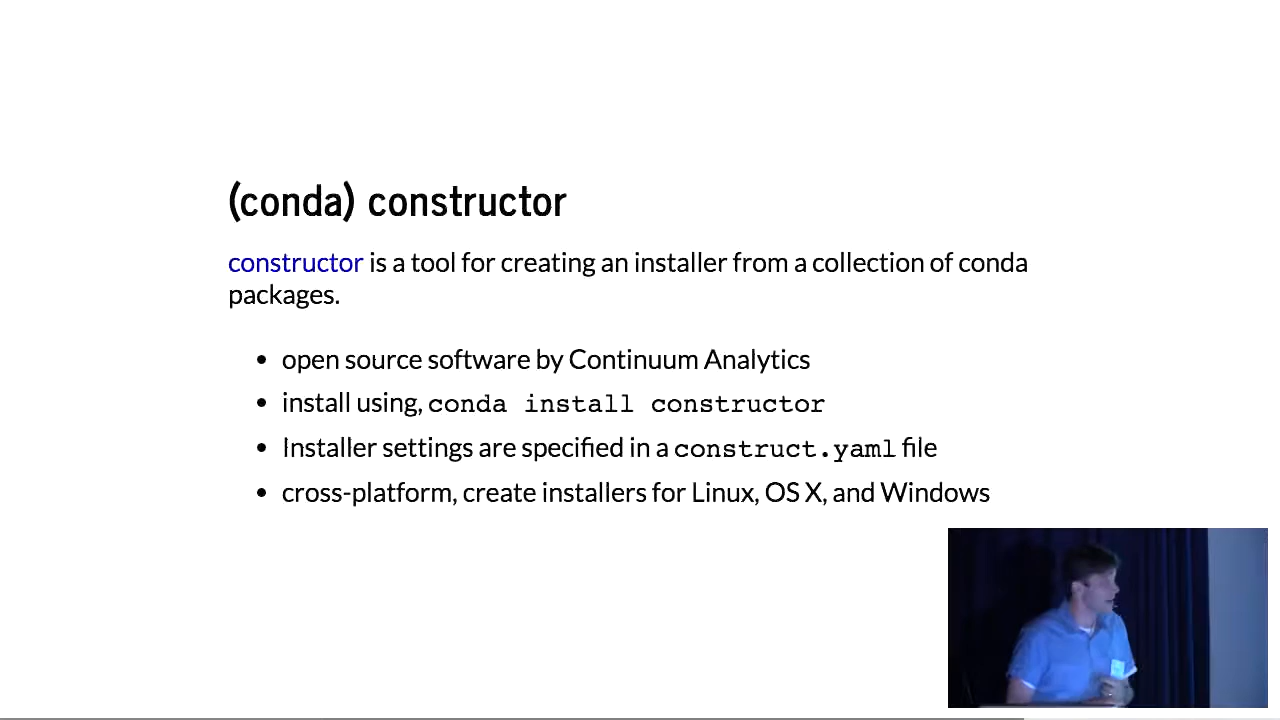 (conda) constructor
constructor is a tool for creating an installer from a collection of conda
packages.
open source software by Continuum Analytics
install using, conda install constructor
Installer settings are specified in a construct.yaml file
cross-platform, create installers for Linux, OS X, and Windows